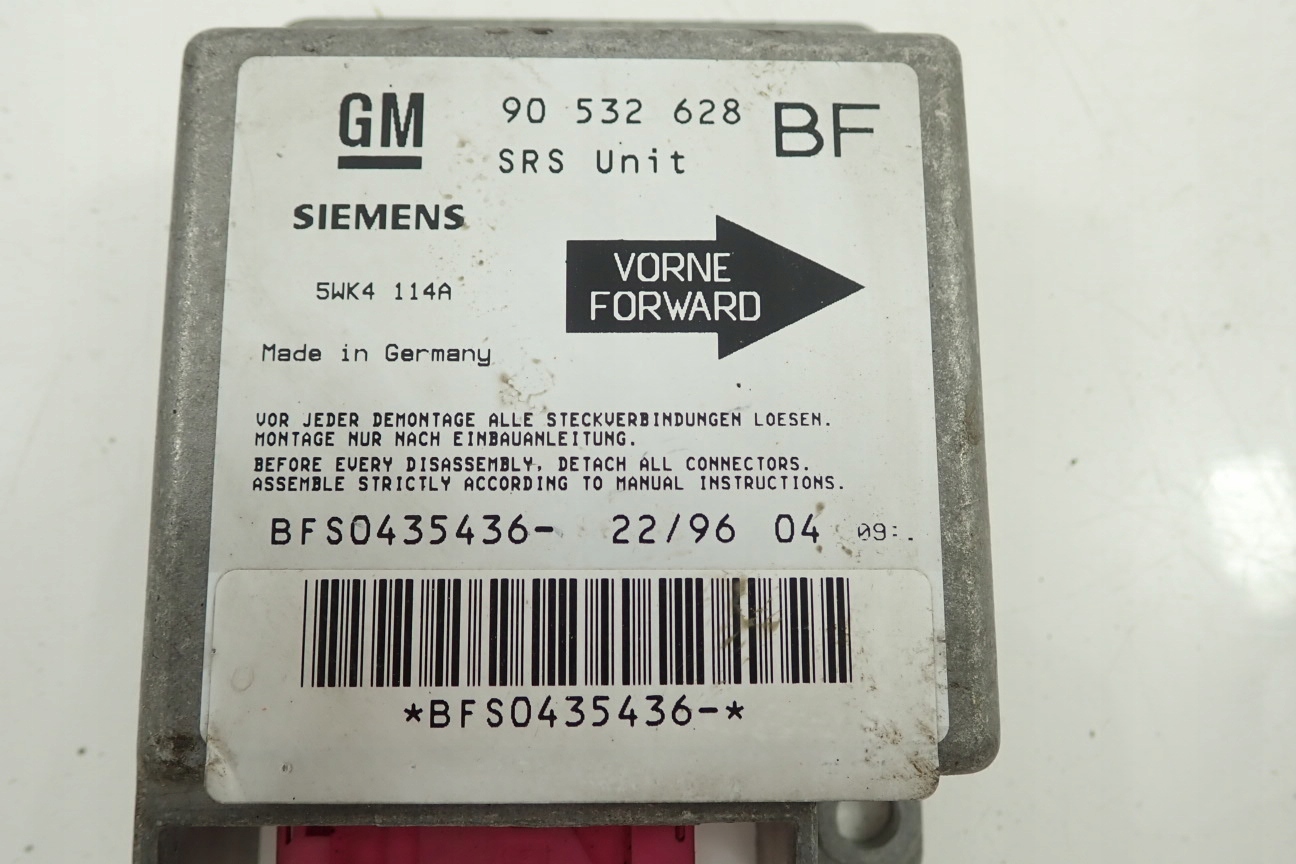 GM
90 532 628
BF
SRS Unit
SIEMENS
VORNE
FORWARD
5WK4 114A
Made in Germany
VOR JEDER DEMONTAGE ALLE STECKVERBINDUNGEN LOESEN.
MONTAGE NUR NACH EINBAUANLEITUNG.
BEFORE EVERY DISASSEMBLY, DETACH ALL CONNECTORS.
ASSEMBLE STRICTLY ACCORDING TO MANUAL INSTRUCTIONS.
BFS0435436- 22/96 04
*BFS0435436-*